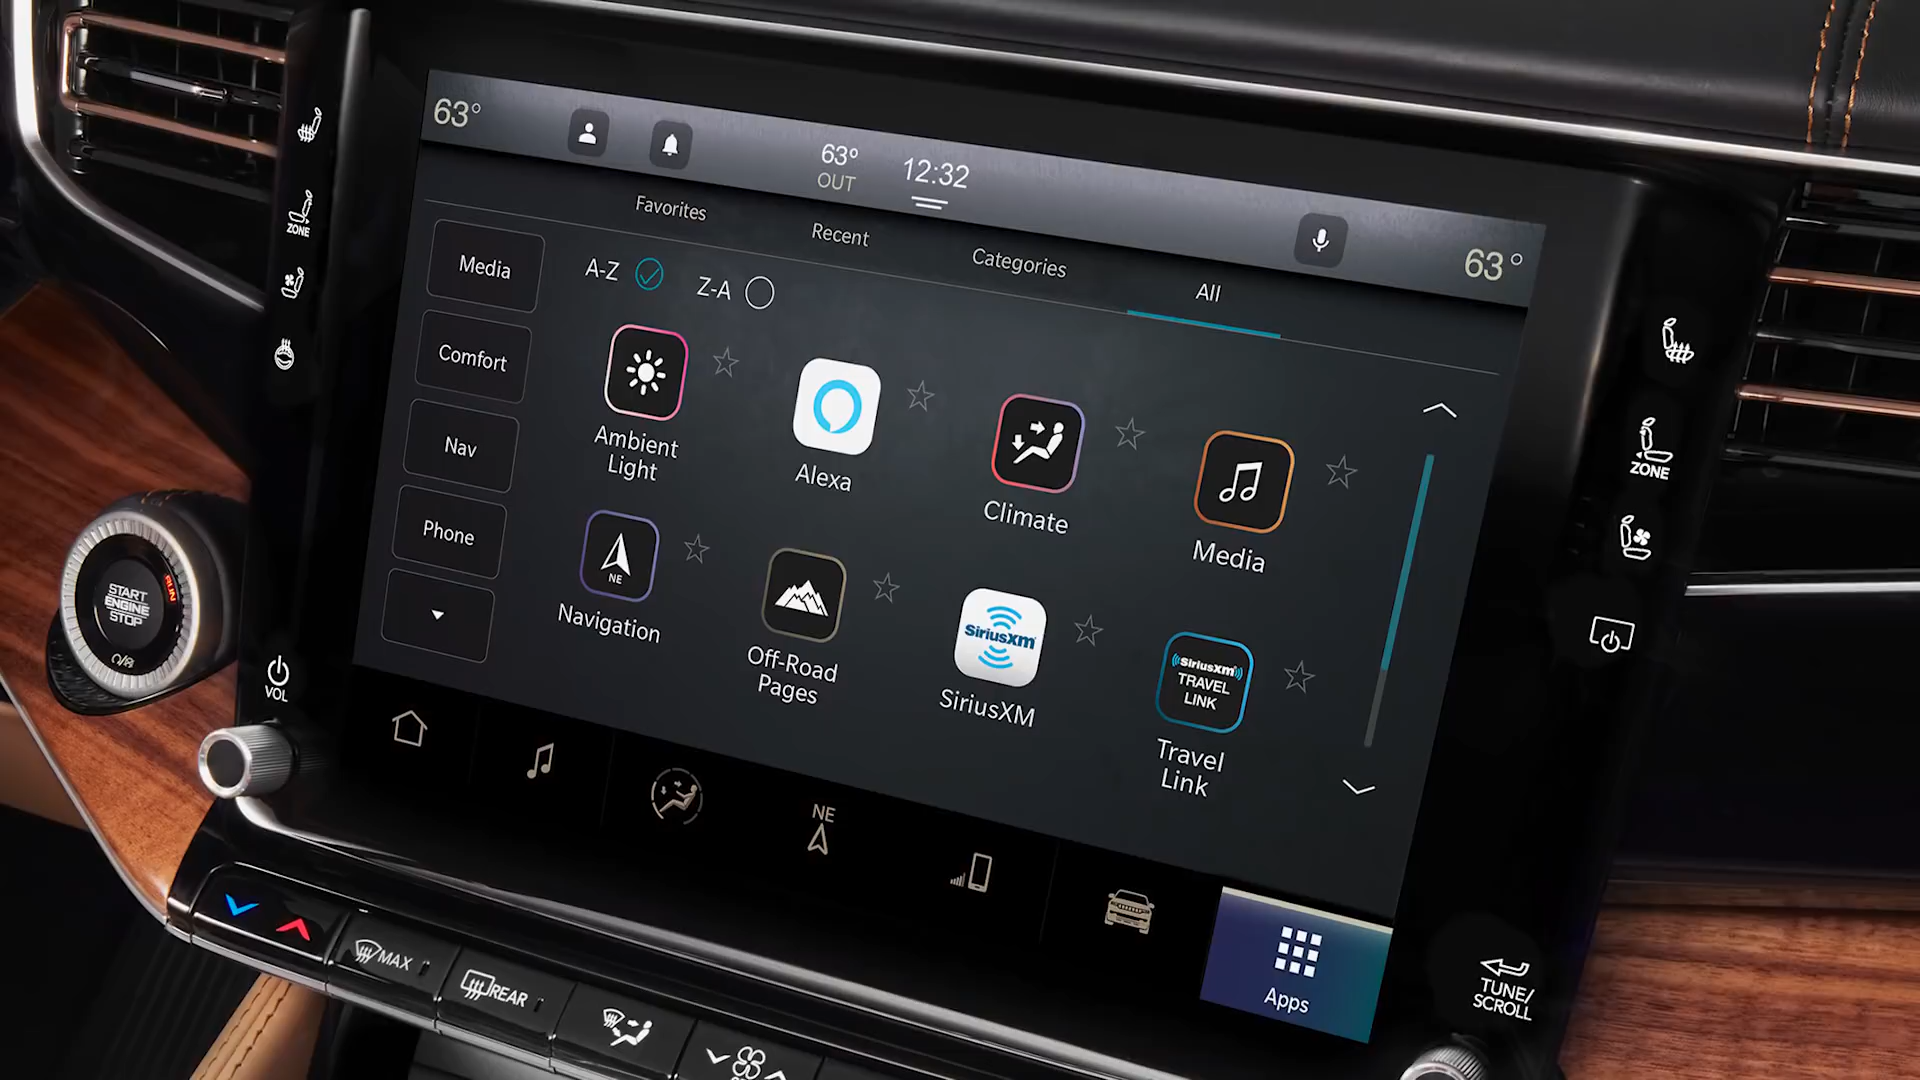 63°
63°
OUT
12:32
63°
Favorites
Recent
Categories
All
Media
Comfort
Nav
Phone
A-Z
Z-A
Ambient
Light
Alexa
Climate
Media
NE
Navigation
Off-Road
Pages
SiriusXM
SiriusXM
SiriusXM
TRAVEL
LINK
Travel
Link
NE
Apps
ZONE
ZONE
START
ENGINE
STOP
RUN
VOL
MAX
REAR
TUNE/
SCROLL